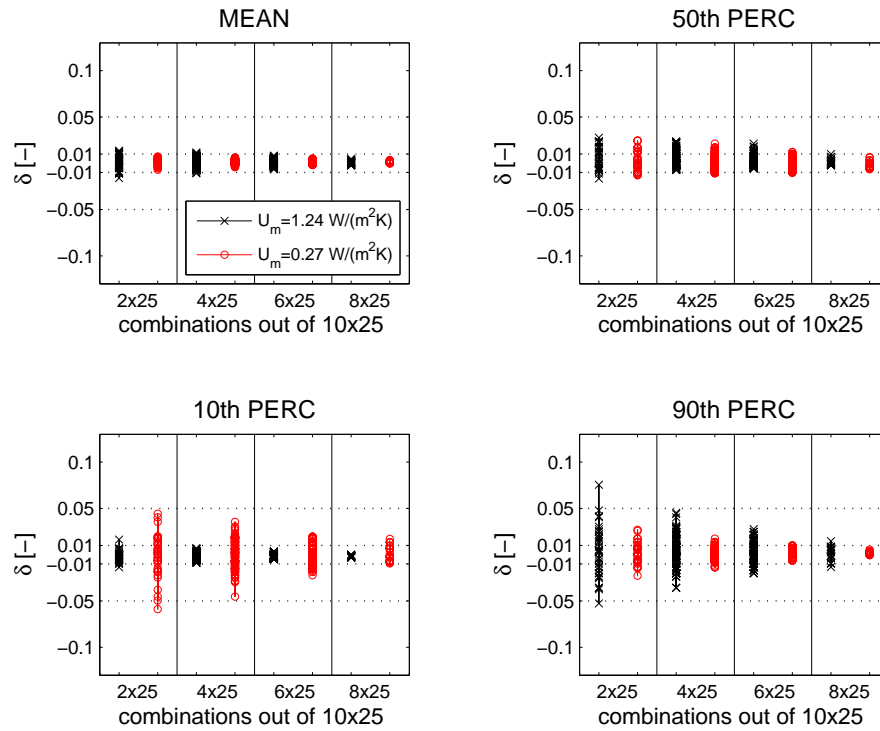 MEAN
0.1
0.05
0.01
−0.01
−0.05
−0.1
δ [−]
U_m=1.24 W/(m²K)
U_m=0.27 W/(m²K)
2x25 4x25 6x25 8x25
combinations out of 10x25
50th PERC
0.1
0.05
0.01
−0.01
−0.05
−0.1
δ [−]
2x25 4x25 6x25 8x25
combinations out of 10x25
10th PERC
0.1
0.05
0.01
−0.01
−0.05
−0.1
δ [−]
2x25 4x25 6x25 8x25
combinations out of 10x25
90th PERC
0.1
0.05
0.01
−0.01
−0.05
−0.1
δ [−]
2x25 4x25 6x25 8x25
combinations out of 10x25